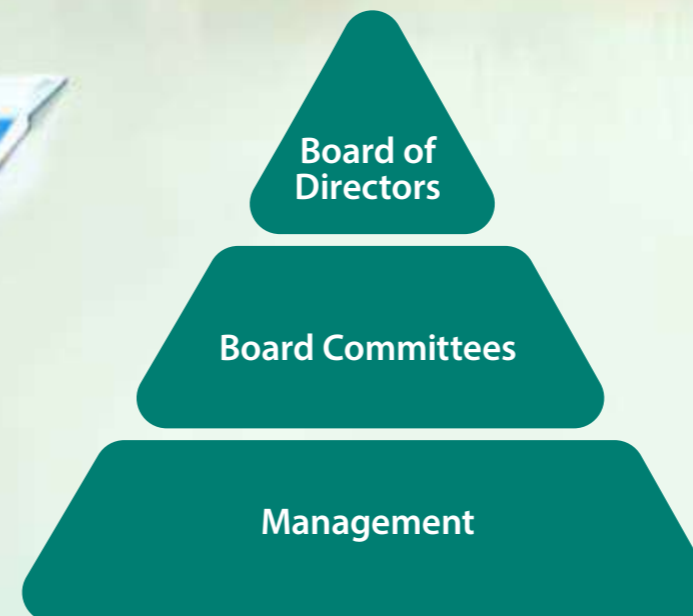 Board of
Directors
Board Committees
Management